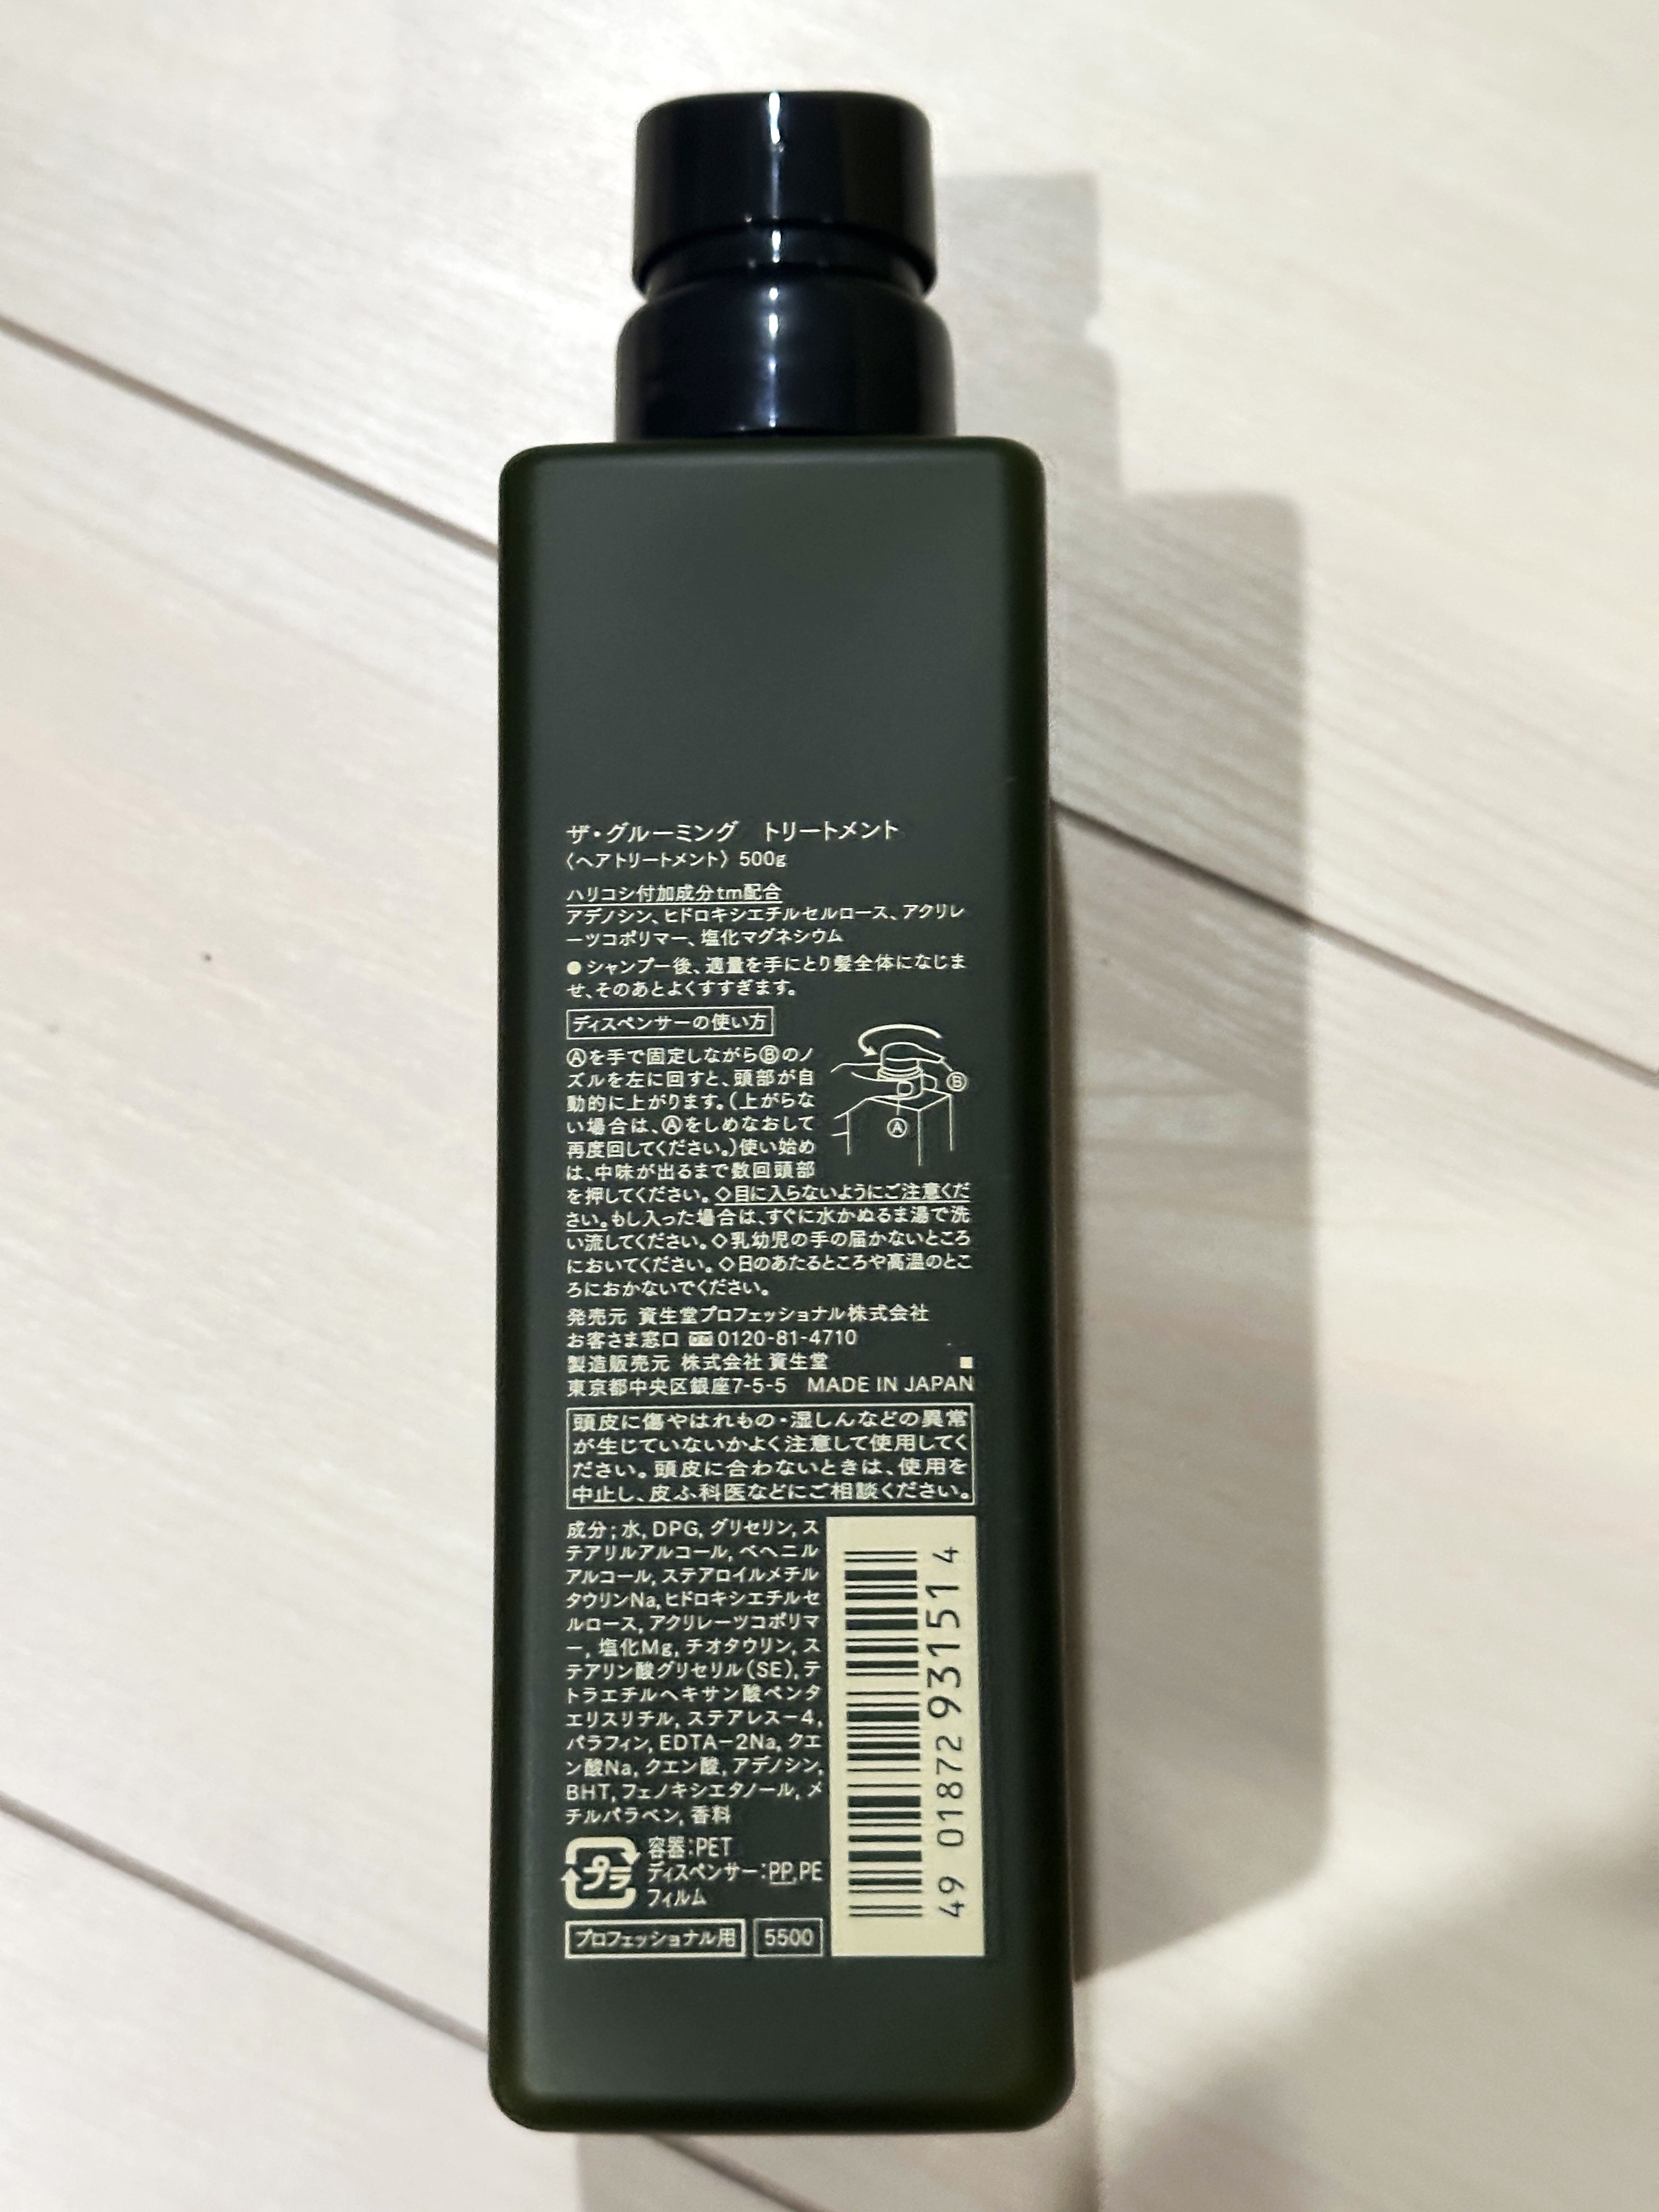 ザ・グルーミング　トリートメント
〈ヘアトリートメント〉500g
ハリコシ付加成分tm配合
アデノシン、ヒドロキシエチルセルロース、アクリレ
ーツコポリマー、塩化マグネシウム
●シャンプー後、適量を手にとり髪全体になじま
せ、そのあとよくすすぎます。
ディスペンサーの使い方
Ⓐを手で固定しながらⒷのノ
ズルを左に回すと、頭部が自
動的に上がります。（上がらな
い場合は、Ⓐをしめなおして
再度回してください。）使い始め
は、中味が出るまで数回頭部
を押してください。◇目に入らないようにご注意くだ
さい。もし入った場合は、すぐに水かぬるま湯で洗
い流してください。◇乳幼児の手の届かないところ
においてください。◇日のあたるところや高温のとこ
ろにおかないでください。
Ⓑ
Ⓐ
発売元 資生堂プロフェッショナル株式会社
お客さま窓口 0120-81-4710
製造販売元 株式会社 資生堂 ■
東京都中央区銀座7-5-5 MADE IN JAPAN
頭皮に傷やはれもの・湿しんなどの異常
が生じていないかよく注意して使用してく
ださい。頭皮に合わないときは、使用を
中止し、皮ふ科医などにご相談ください。
成分；水, DPG, グリセリン, ス
テアリルアルコール, ベヘニル
アルコール, ステアロイルメチル
タウリンNa, ヒドロキシエチルセ
ルロース, アクリレーツコポリマ
ー, 塩化Mg, チオタウリン, ス
テアリン酸グリセリル（SE）, テ
トラエチルヘキサン酸ペンタ
エリスリチル, ステアレス－4,
パラフィン, EDTA－2Na, クエ
ン酸Na, クエン酸, アデノシン,
BHT, フェノキシエタノール, メ
チルパラベン, 香料
プラ
容器：PET
ディスペンサー：PP,PE
フィルム
プロフェッショナル用 5500
49 01872 93151 4